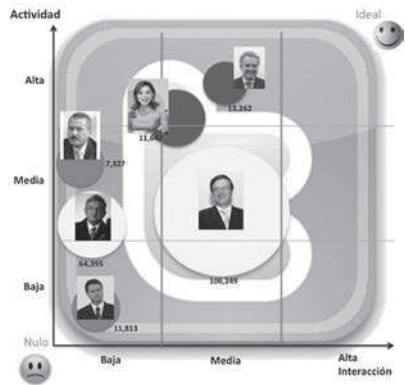 Actividad
Ideal
Alta
13,262
11,642
7,327
Media
64,395
106,249
Baja
11,813
Nulo
Baja
Media
Alta
Interacción